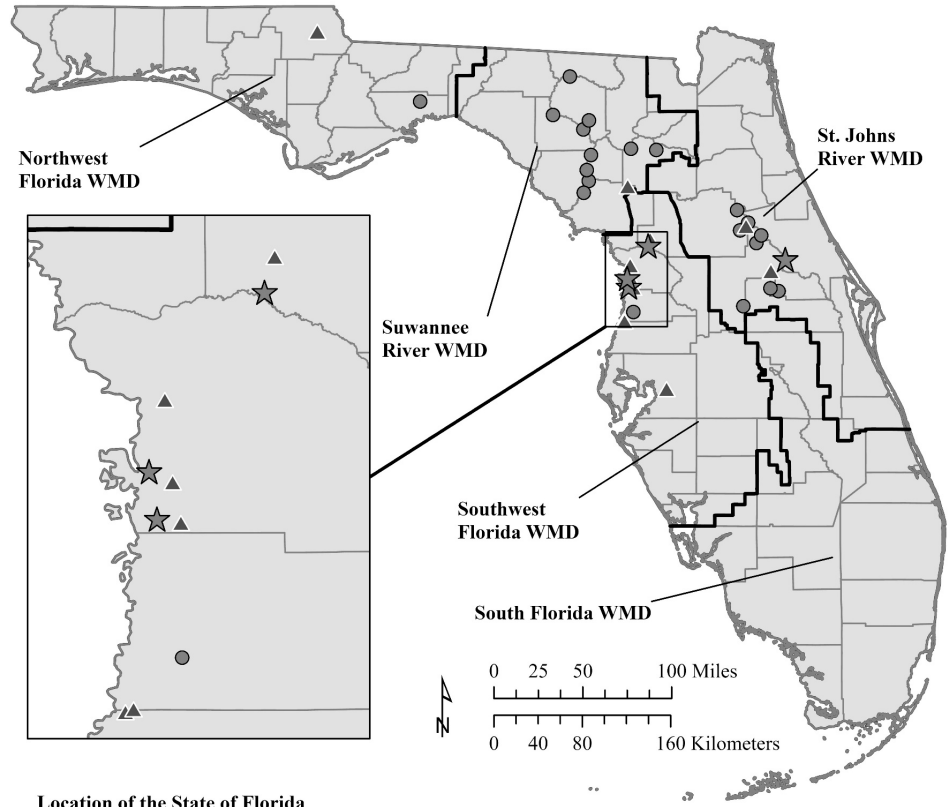 Northwest
Florida WMD
St. Johns
River WMD
Suwannee
River WMD
Southwest
Florida WMD
South Florida WMD
0 25 50 100 Miles
0 40 80 160 Kilometers
N
Location of the State of Florida